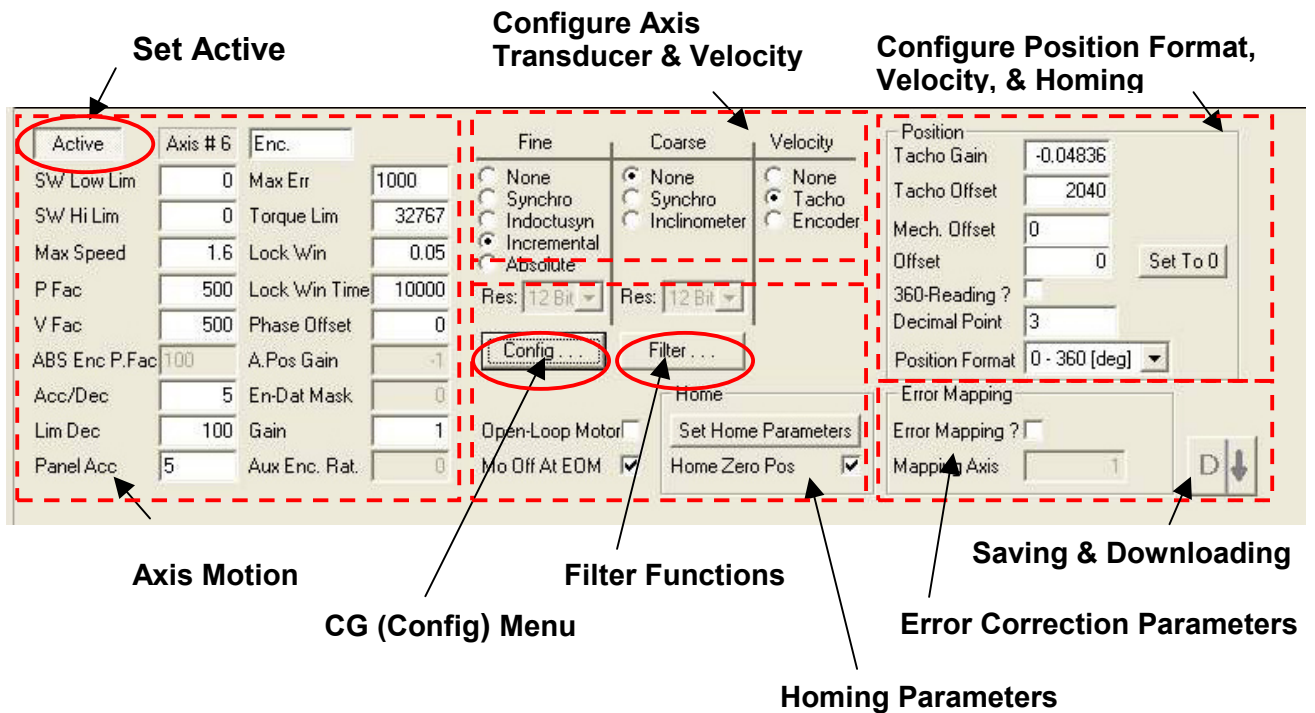 Set Active
Configure Axis
Transducer & Velocity
Configure Position Format,
Velocity, & Homing
Active Axis # 6 Enc.
SW Low Lim 0 Max Err 1000
SW Hi Lim 0 Torque Lim 32767
Max Speed 1.6 Lock Win 0.05
P Fac 500 Lock Win Time 10000
V Fac 500 Phase Offset 0
ABS Enc P.Fac 100 A.Pos Gain -1
Acc/Dec 5 En-Dat Mask 0
Lim Dec 100 Gain 1
Panel Acc 5 Aux Enc. Rat. 0
Fine Coarse Velocity
None None None
Synchro Synchro Tacho
Indoctusyn Inclinometer Encoder
Incremental
Absolute
Res: 12 Bit Res: 12 Bit
Config . . . Filter . . .
Home
Open-Loop Motor Set Home Parameters
Mo Off At EOM Home Zero Pos
Position
Tacho Gain -0.04836
Tacho Offset 2040
Mech. Offset 0
Offset 0 Set To 0
360-Reading ?
Decimal Point 3
Position Format 0 - 360 [deg]
Error Mapping
Error Mapping ?
Mapping Axis 1
D
Axis Motion
CG (Config) Menu
Filter Functions
Homing Parameters
Saving & Downloading
Error Correction Parameters